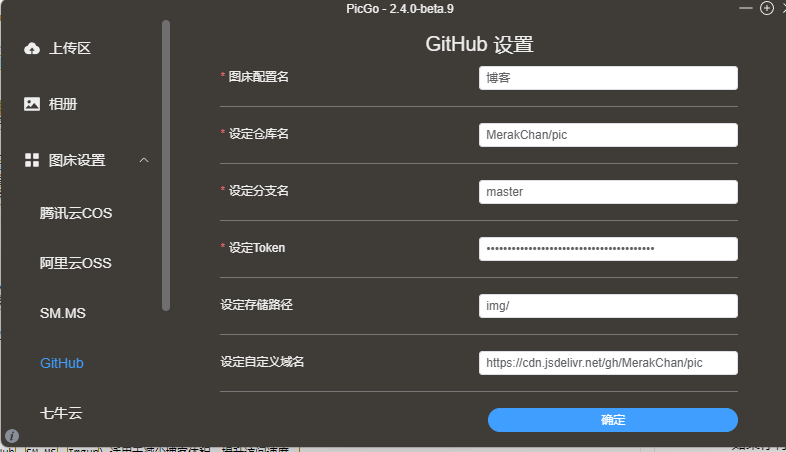 PicGo - 2.4.0-beta.9
上传区
相册
图床设置
腾讯云COS
阿里云OSS
SM.MS
GitHub
七牛云
GitHub 设置
* 图床配置名
博客
* 设定仓库名
MerakChan/pic
* 设定分支名
master
* 设定Token
设定存储路径
img/
设定自定义域名
https://cdn.jsdelivr.net/gh/MerakChan/pic
确定